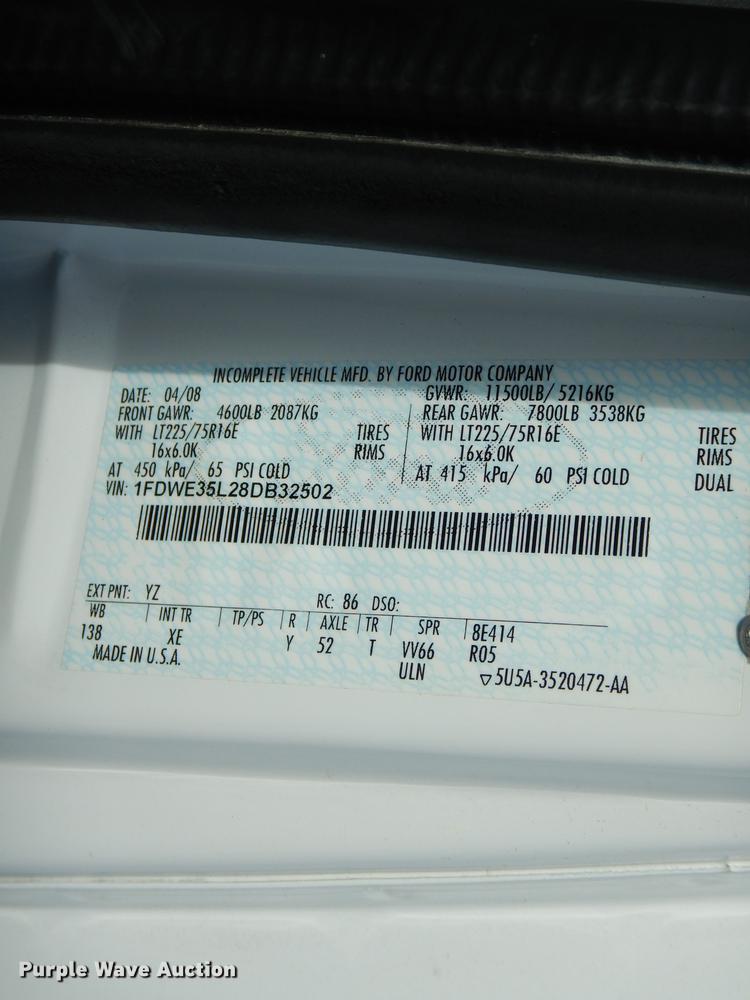 INCOMPLETE VEHICLE MFD. BY FORD MOTOR COMPANY
DATE: 04/08 GVWR: 11500LB/ 5216KG
FRONT GAWR: 4600LB 2087KG REAR GAWR: 7800LB 3538KG
WITH LT225/75R16E TIRES WITH LT225/75R16E TIRES
16x6.0K RIMS 16x6.0K RIMS
AT 450 kPa/ 65 PSI COLD AT 415 kPa/ 60 PSI COLD DUAL
VIN: 1FDWE35L28DB32502
EXT PNT: YZ RC: 86 DSO:
WB INT TR TP/PS R AXLE TR SPR 8E414
138 XE Y 52 T VV66 R05
MADE IN U.S.A. ULN 5U5A-3520472-AA
Purple Wave Auction